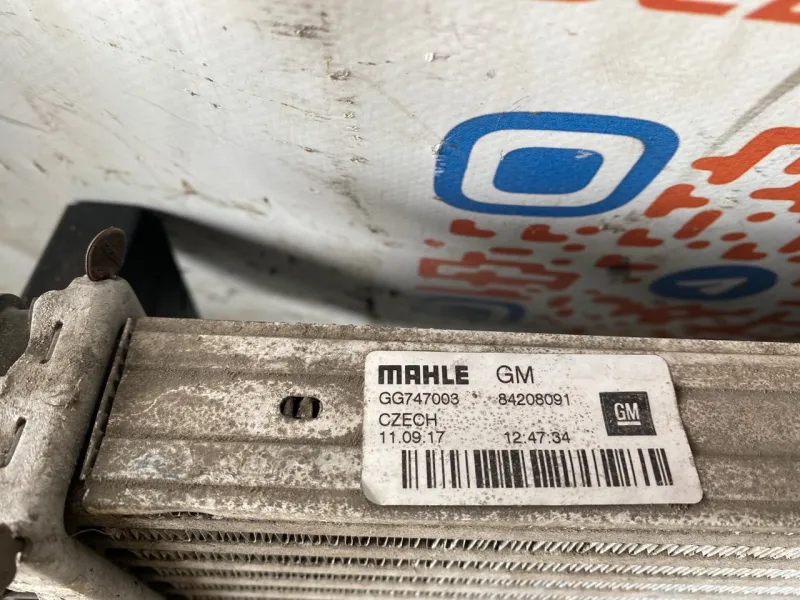 MAHLE GM
GG747003 84208091
CZECH
GM
11.09.17 12:47:34